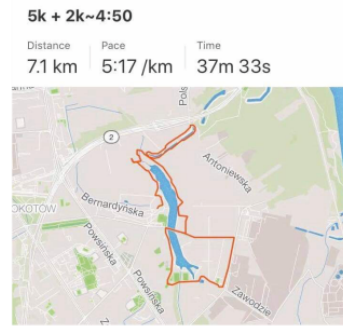 5k + 2k~4:50
Distance
Pace
Time
7.1 km
5:17 /km
37m 33s
2
Antoniewska
Bernardyńska
OKOTÓW
Powsińska
Powsińska
Zawodzie